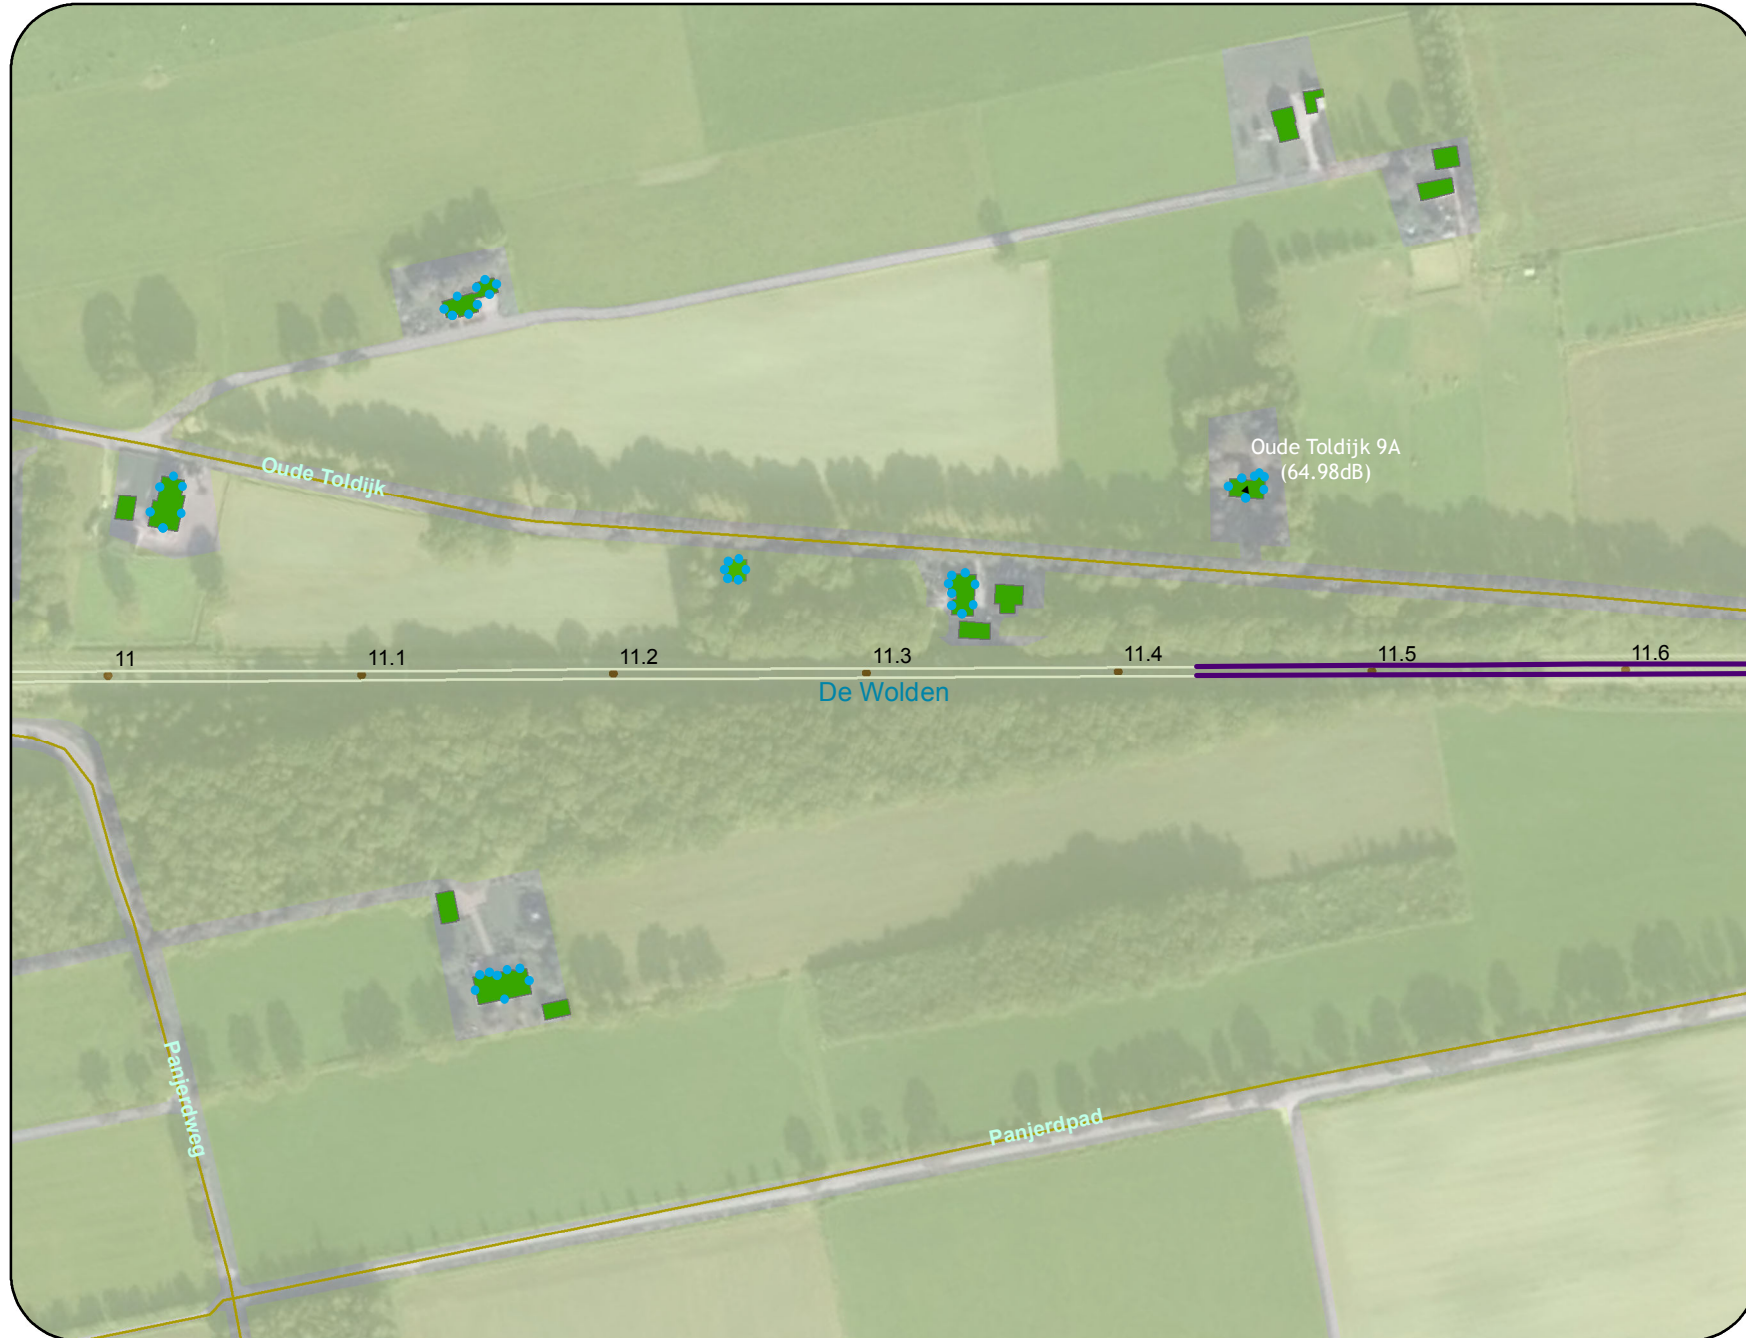 Oude Toldijk 9A
(64.98dB)
Oude Toldijk
11
11.1
11.2
11.3
11.4
11.5
11.6
De Wolden
Panjerdweg
Panjerdpad